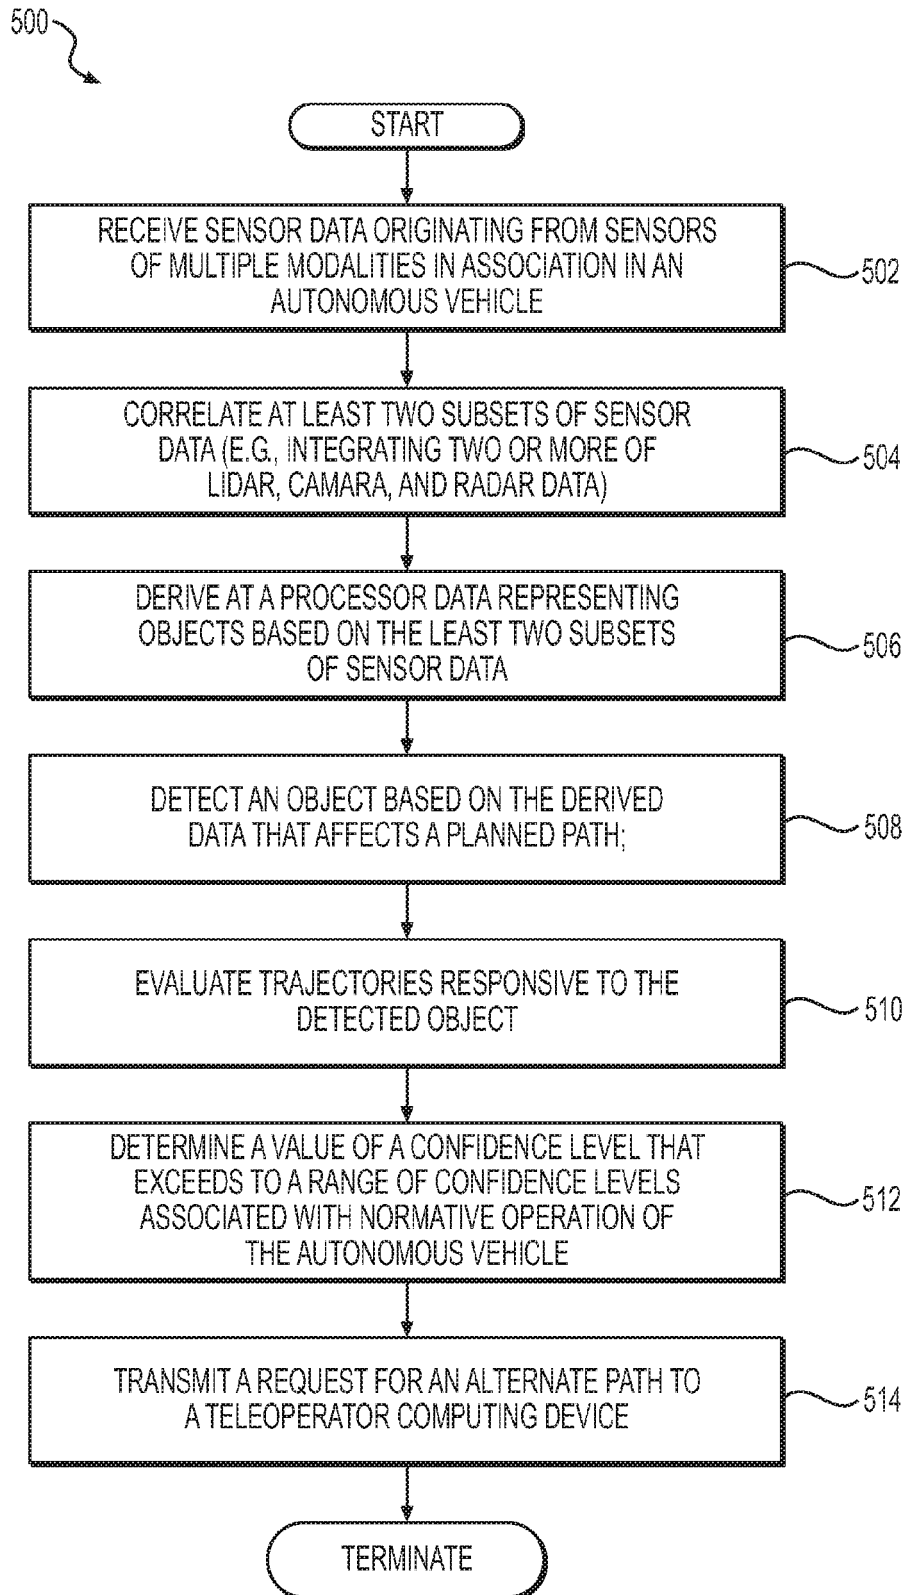 500
START
RECEIVE SENSOR DATA ORIGINATING FROM SENSORS
OF MULTIPLE MODALITIES IN ASSOCIATION IN AN
AUTONOMOUS VEHICLE
502
CORRELATE AT LEAST TWO SUBSETS OF SENSOR
DATA (E.G., INTEGRATING TWO OR MORE OF
LIDAR, CAMARA, AND RADAR DATA)
504
DERIVE AT A PROCESSOR DATA REPRESENTING
OBJECTS BASED ON THE LEAST TWO SUBSETS
OF SENSOR DATA
506
DETECT AN OBJECT BASED ON THE DERIVED
DATA THAT AFFECTS A PLANNED PATH;
508
EVALUATE TRAJECTORIES RESPONSIVE TO THE
DETECTED OBJECT
510
DETERMINE A VALUE OF A CONFIDENCE LEVEL THAT
EXCEEDS TO A RANGE OF CONFIDENCE LEVELS
ASSOCIATED WITH NORMATIVE OPERATION OF
THE AUTONOMOUS VEHICLE
512
TRANSMIT A REQUEST FOR AN ALTERNATE PATH TO
A TELEOPERATOR COMPUTING DEVICE
514
TERMINATE